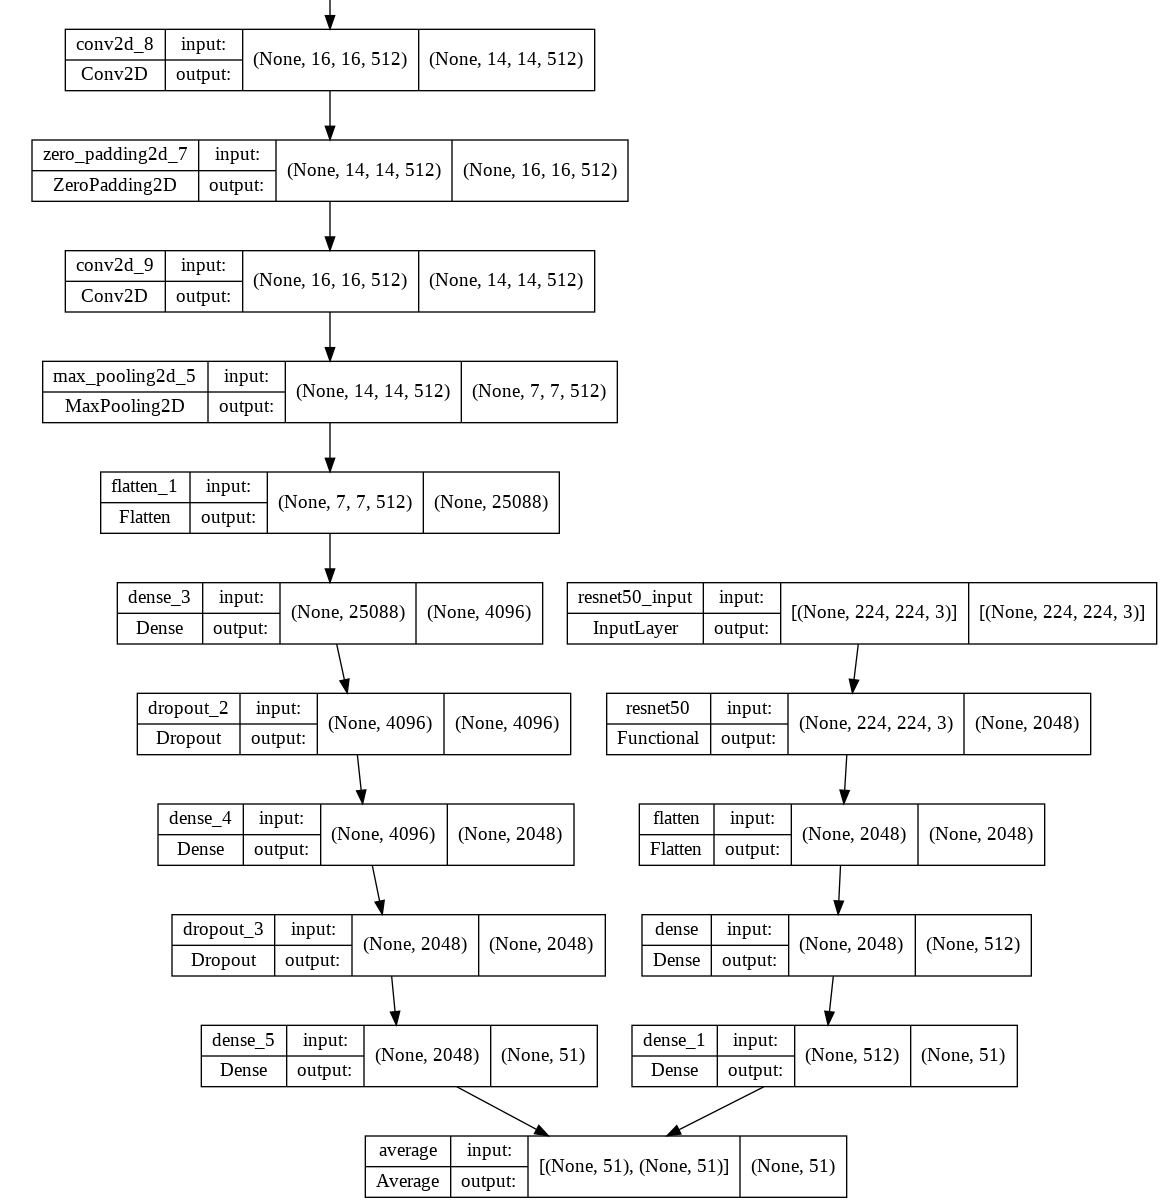 conv2d_8 input: (None, 16, 16, 512) (None, 14, 14, 512)
Conv2D output:
zero_padding2d_7 input: (None, 14, 14, 512) (None, 16, 16, 512)
ZeroPadding2D output:
conv2d_9 input: (None, 16, 16, 512) (None, 14, 14, 512)
Conv2D output:
max_pooling2d_5 input: (None, 14, 14, 512) (None, 7, 7, 512)
MaxPooling2D output:
flatten_1 input: (None, 7, 7, 512) (None, 25088)
Flatten output:
dense_3 input: (None, 25088) (None, 4096)
Dense output:
resnet50_input input: [(None, 224, 224, 3)] [(None, 224, 224, 3)]
InputLayer output:
dropout_2 input: (None, 4096) (None, 4096)
Dropout output:
resnet50 input: (None, 224, 224, 3) (None, 2048)
Functional output:
dense_4 input: (None, 4096) (None, 2048)
Dense output:
flatten input: (None, 2048) (None, 2048)
Flatten output:
dropout_3 input: (None, 2048) (None, 2048)
Dropout output:
dense input: (None, 2048) (None, 512)
Dense output:
dense_5 input: (None, 2048) (None, 51)
Dense output:
dense_1 input: (None, 512) (None, 51)
Dense output:
average input: [(None, 51), (None, 51)] (None, 51)
Average output: